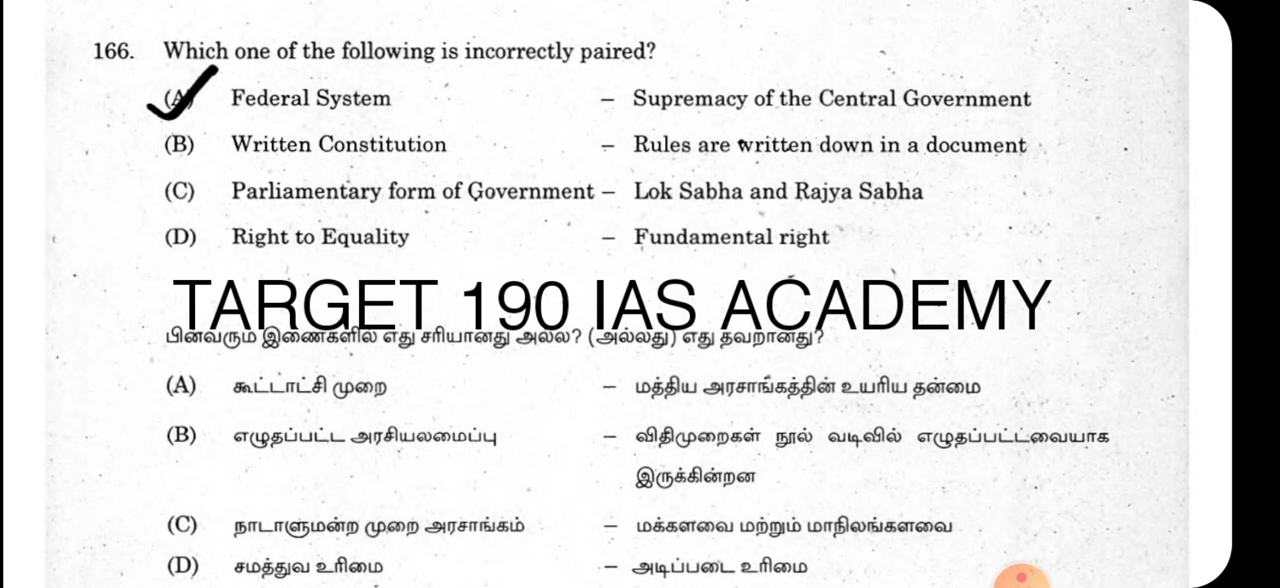 166. Which one of the following is incorrectly paired?
(A) Federal System – Supremacy of the Central Government
(B) Written Constitution – Rules are written down in a document
(C) Parliamentary form of Government – Lok Sabha and Rajya Sabha
(D) Right to Equality – Fundamental right
TARGET 190 IAS ACADEMY
பின்வரும் இணைகளில் எது சரியானது அல்ல? (அல்லது) எது தவறானது?
(A) கூட்டாட்சி முறை – மத்திய அரசாங்கத்தின் உயரிய தன்மை
(B) எழுதப்பட்ட அரசியலமைப்பு – விதிமுறைகள் நூல் வடிவில் எழுதப்பட்டவையாக
இருக்கின்றன
(C) நாடாளுமன்ற முறை அரசாங்கம் – மக்களவை மற்றும் மாநிலங்களவை
(D) சமத்துவ உரிமை – அடிப்படை உரிமை